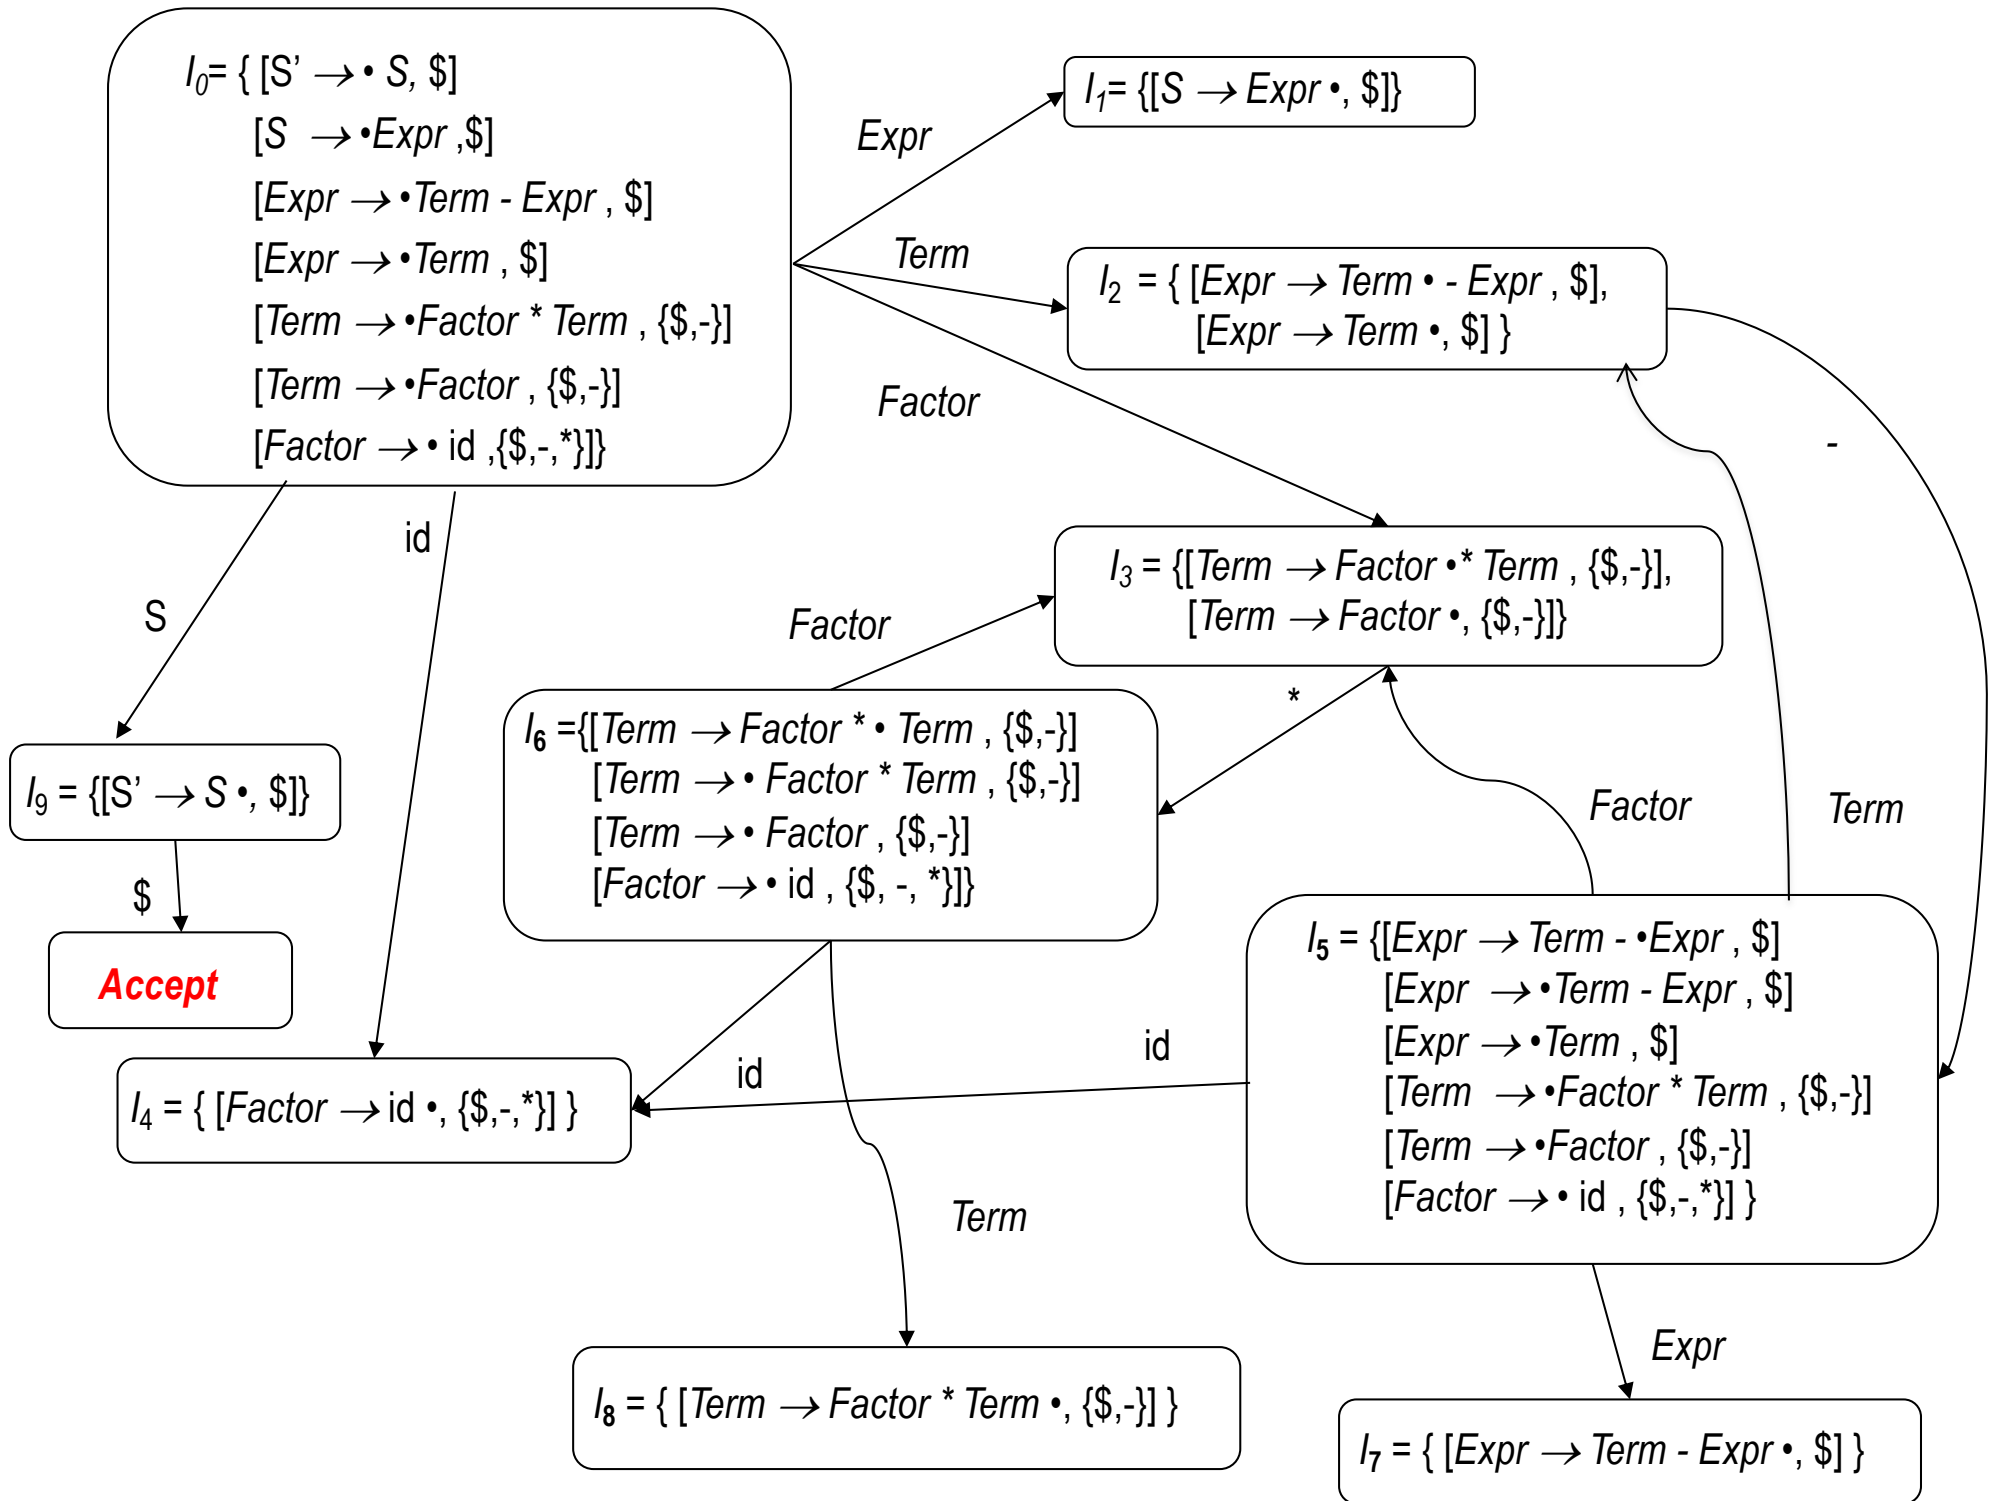 I0= { [S’ → • S, $]
[S → •Expr ,$]
[Expr → •Term - Expr , $]
[Expr → •Term , $]
[Term → •Factor * Term , {$,-}]
[Term → •Factor , {$,-}]
[Factor → • id ,{$,-,*}]}
Expr
I1= {[S → Expr •, $]}
Term
I2 = { [Expr → Term • - Expr , $],
[Expr → Term •, $] }
Factor
-
id
S
I3 = {[Term → Factor •* Term , {$,-}],
[Term → Factor •, {$,-}]}
Factor
*
I6 ={[Term → Factor * • Term , {$,-}]
[Term → • Factor * Term , {$,-}]
[Term → • Factor , {$,-}]
[Factor → • id , {$, -, *}]}
I9 = {[S’ → S •, $]}
Factor
Term
$
Accept
I5 = {[Expr → Term - •Expr , $]
[Expr → •Term - Expr , $]
[Expr → •Term , $]
[Term → •Factor * Term , {$,-}]
[Term → •Factor , {$,-}]
[Factor → • id , {$,-,*}] }
id
id
I4 = { [Factor → id •, {$,-,*}] }
Term
Expr
I8 = { [Term → Factor * Term •, {$,-}] }
I7 = { [Expr → Term - Expr •, $] }